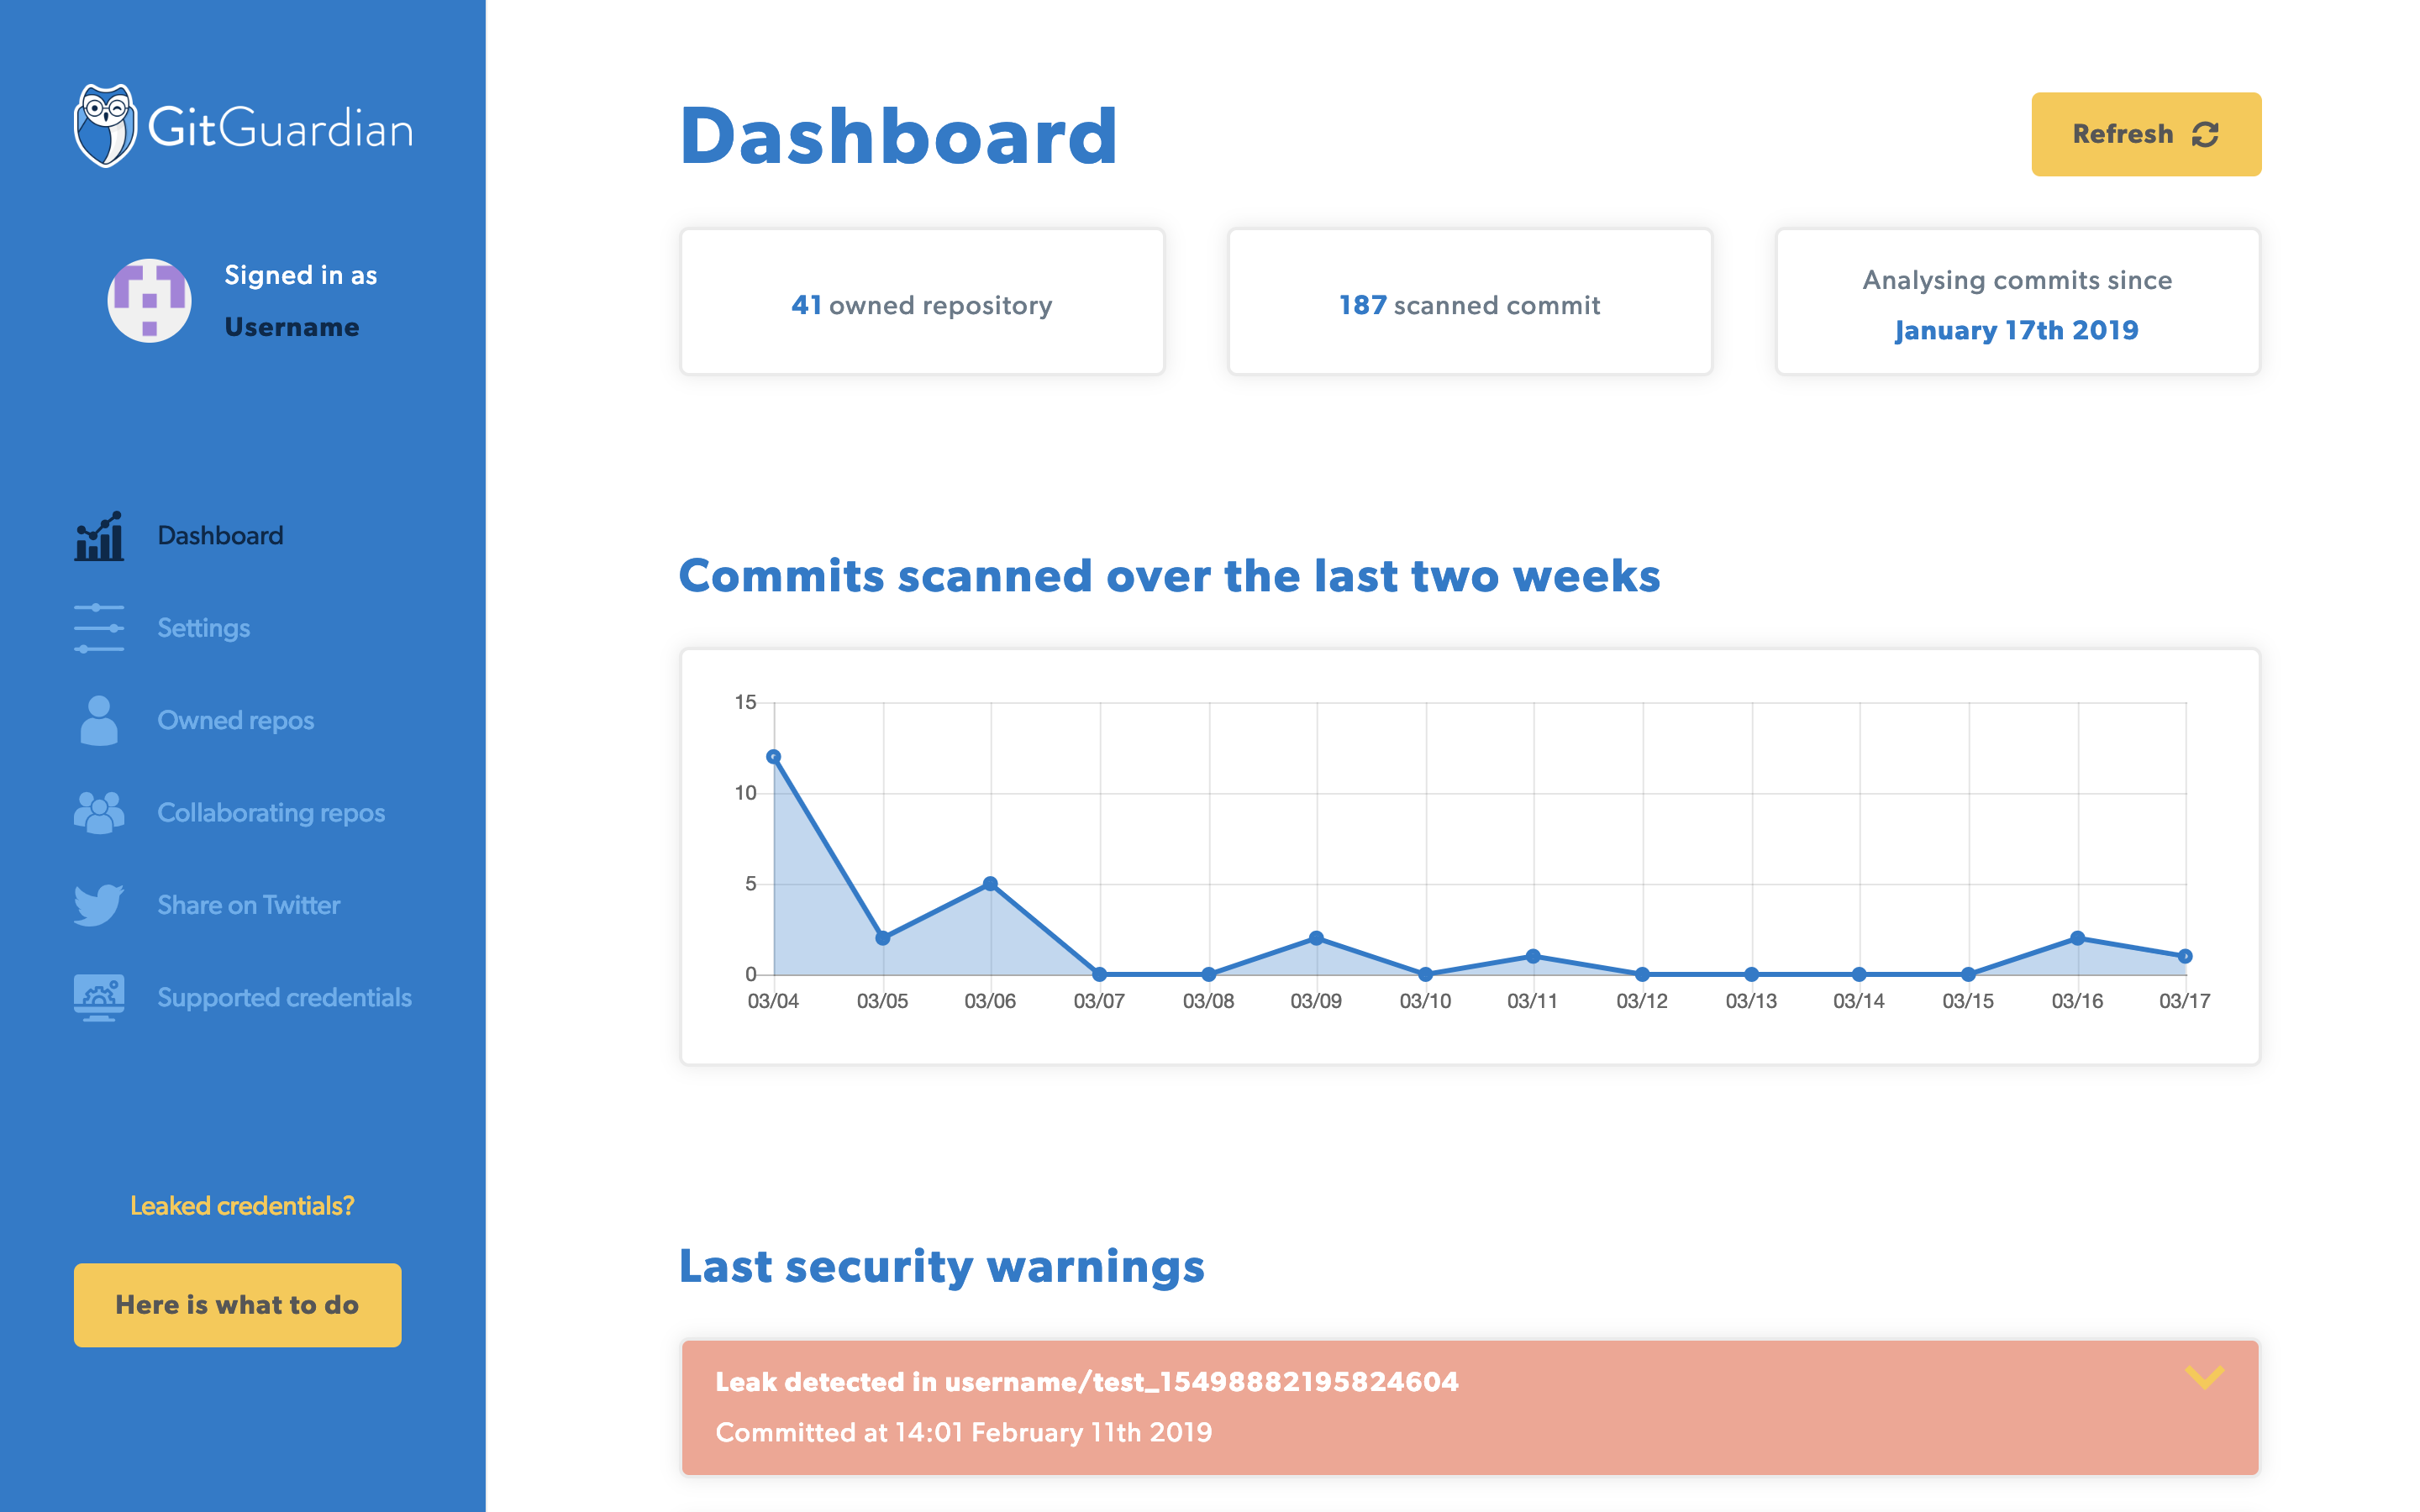 GitGuardian
Signed in as
Username
Dashboard
Settings
Owned repos
Collaborating repos
Share on Twitter
Supported credentials
Leaked credentials?
Here is what to do
Dashboard
Refresh
41 owned repository
187 scanned commit
Analysing commits since
January 17th 2019
Commits scanned over the last two weeks
15
10
5
0
03/04 03/05 03/06 03/07 03/08 03/09 03/10 03/11 03/12 03/13 03/14 03/15 03/16 03/17
Last security warnings
Leak detected in username/test_15498882195824604
Committed at 14:01 February 11th 2019